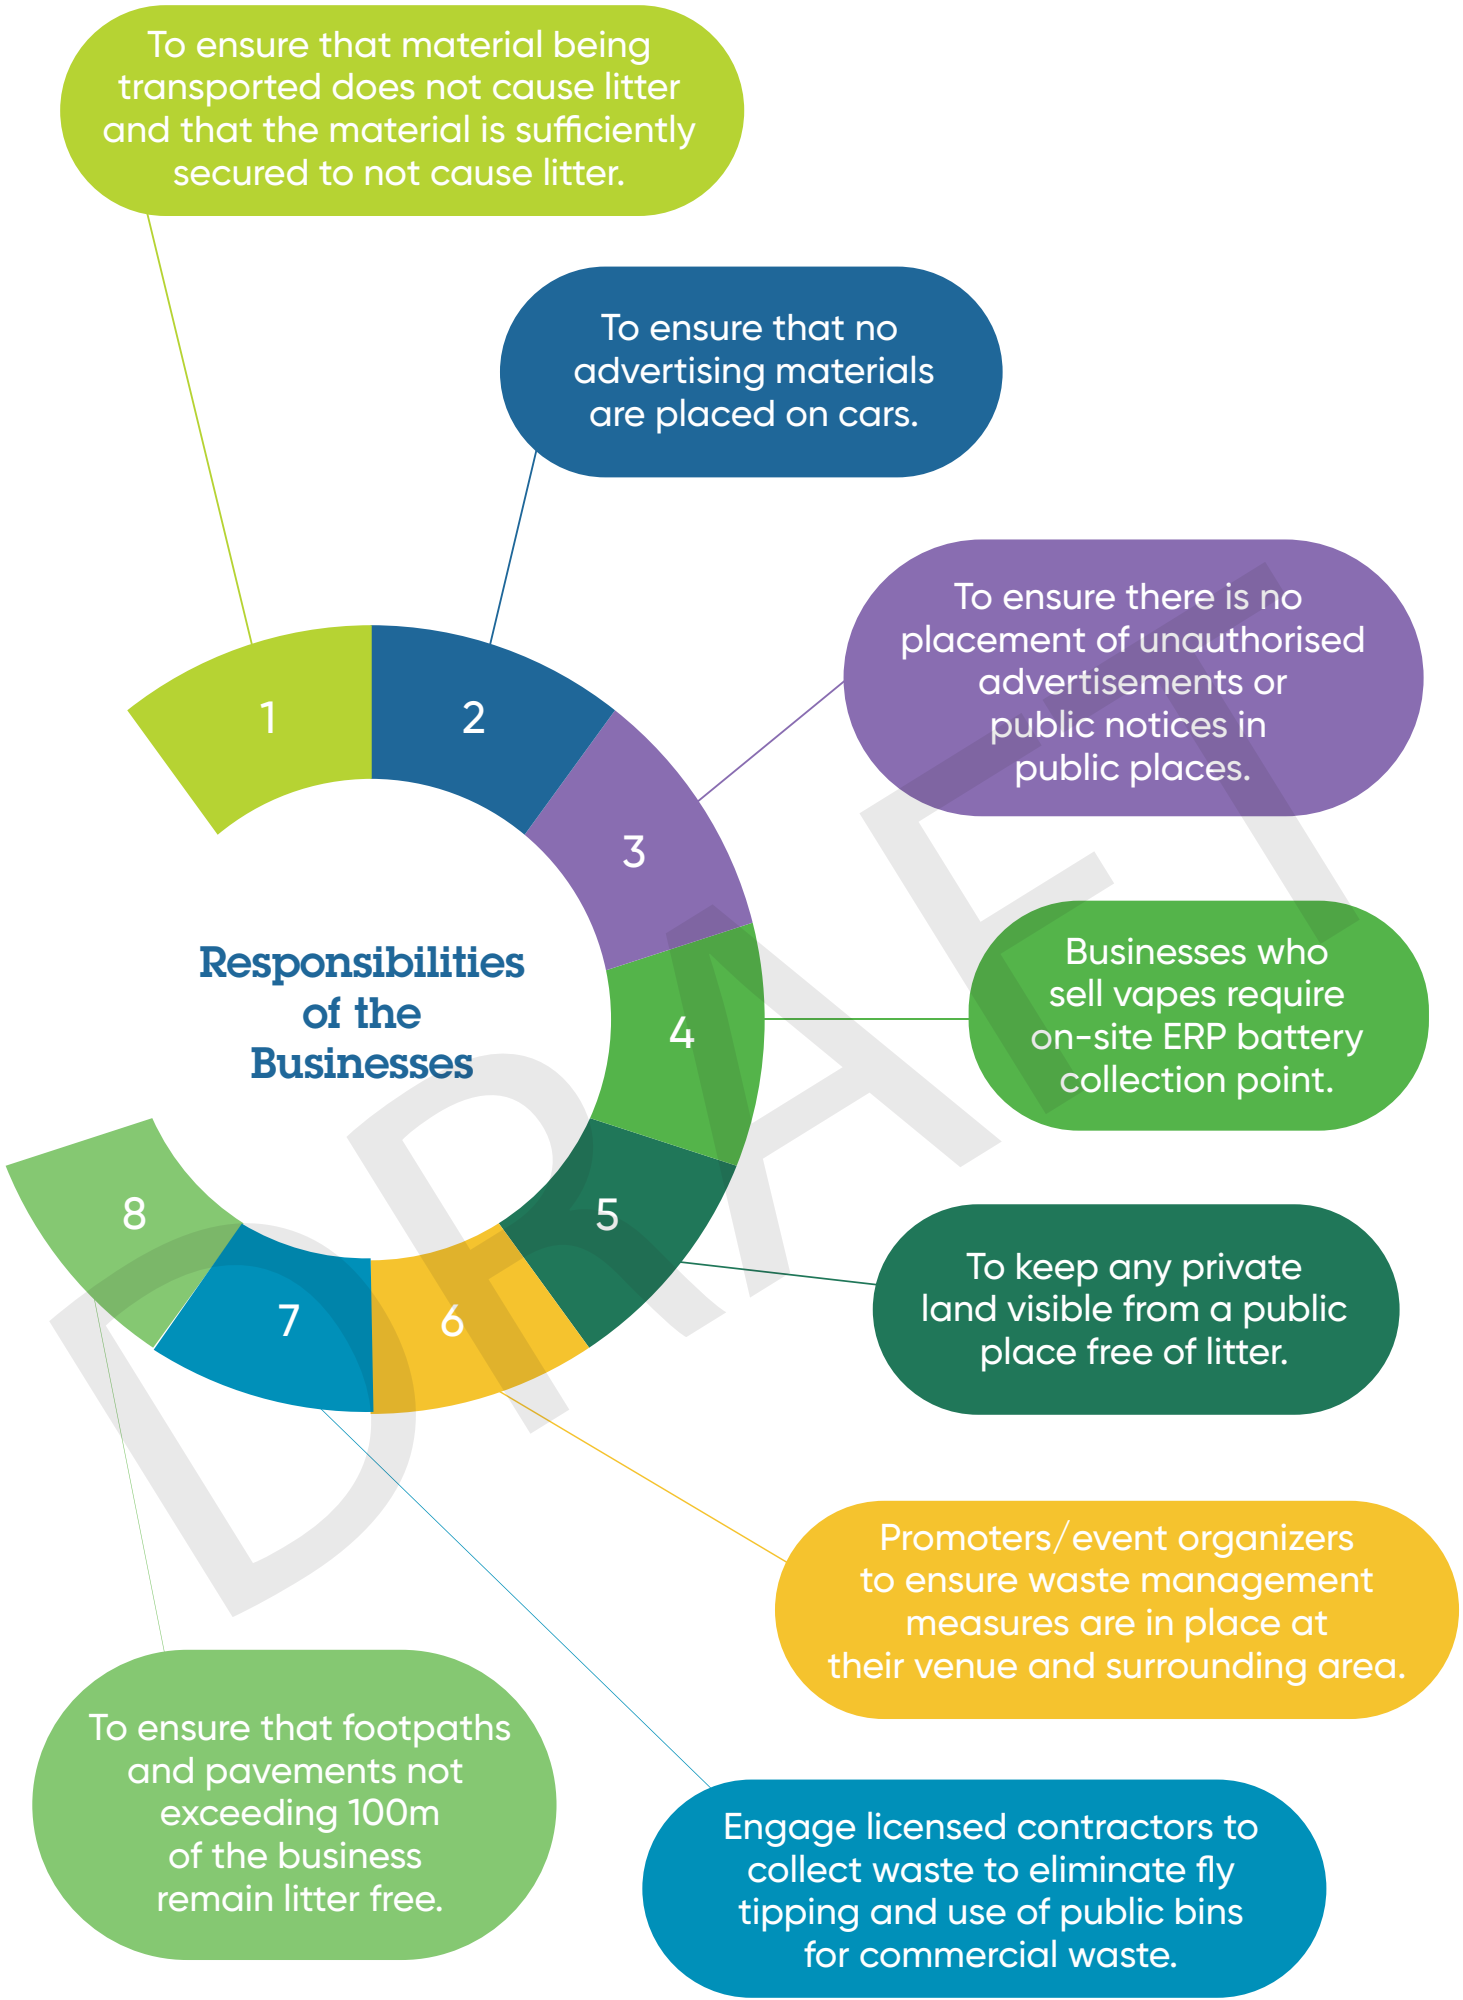 To ensure that material being
transported does not cause litter
and that the material is sufficiently
secured to not cause litter.
To ensure that no
advertising materials
are placed on cars.
To ensure there is no
placement of unauthorised
advertisements or
public notices in
public places.
1
2
3
Responsibilities
of the
Businesses
4
Businesses who
sell vapes require
on-site ERP battery
collection point.
5
6
7
8
To keep any private
land visible from a public
place free of litter.
Promoters/event organizers
to ensure waste management
measures are in place at
their venue and surrounding area.
To ensure that footpaths
and pavements not
exceeding 100m
of the business
remain litter free.
Engage licensed contractors to
collect waste to eliminate fly
tipping and use of public bins
for commercial waste.
DRAFT